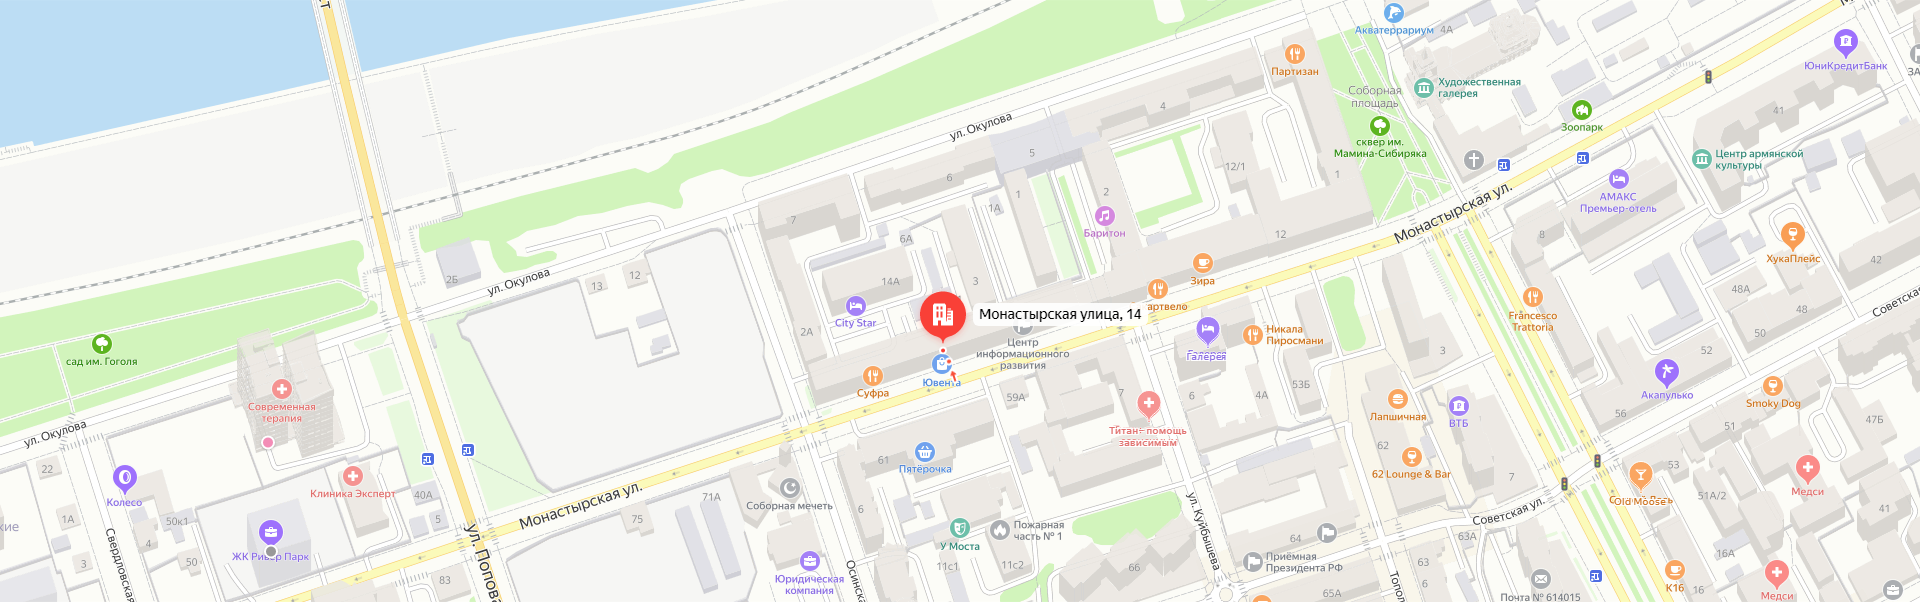 Акватеррариум
4А
Партизан
ЮниКредитБанк
Художественная
галерея
Соборная
площадь
41
4
Зоопарк
ул. Окулова
сквер им.
Мамина-Сибиряка
5
Центр армянской
культуры
12/1
1
6
1
2
АМАКС
Премьер-отель
Монастырская ул.
1А
7
Баритон
12
8
6А
ХукаПлейс
42
2Б
12
13
ул. Окулова
14А
3
Зира
48А
48
City Star
Монастырская улица, 14
артвело
Francesco
Trattoria
Советская
2А
Никала
Пиросмани
50
Центр
информационного
развития
Галерея
3
52
сад им. Гоголя
Ювента
Суфра
59А
7
6
4А
53Б
Акапулько
Smoky Dog
Современная
терапия
Лапшичная
ВТБ
56
47Б
51
ул. Окулова
Титан- помощь
зависимым
62
61
Пятёрочка
22
62 Lounge & Bar
7
53
Колесо
Клиника Эксперт
40А
Медси
Монастырская ул.
71А
Old Moose
51А/2
Соборная мечеть
6
ул. Куйбышева
Советская ул.
41
1А
50к1
5
75
Свердловская
ЖК Ривер Парк
ул. Попова
У Моста
Пожарная
часть № 1
64
63А
4
50
16А
83
Юридическая
компания
Осинская
11с1
11с2
66
Приёмная
Президента РФ
6
К16
65А
Почта № 614015
Медси